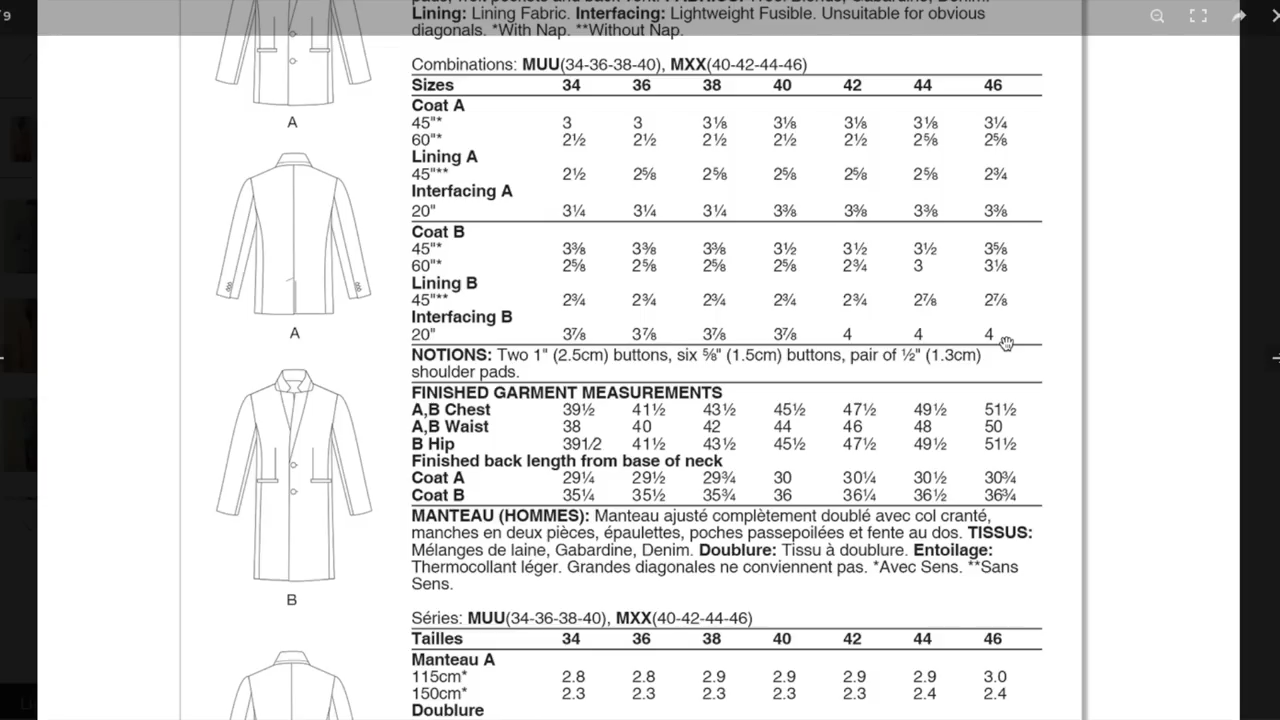 9
Lining: Lining Fabric. Interfacing: Lightweight Fusible. Unsuitable for obvious
diagonals. *With Nap. **Without Nap.
Combinations: MUU(34-36-38-40), MXX(40-42-44-46)
Sizes 34 36 38 40 42 44 46
Coat A
45"* 3 3 3⅛ 3⅛ 3⅛ 3⅛ 3¼
60"* 2½ 2½ 2½ 2½ 2½ 2⅝ 2⅝
Lining A
45"** 2½ 2⅝ 2⅝ 2⅝ 2⅝ 2⅝ 2¾
Interfacing A
20" 3¼ 3¼ 3¼ 3⅜ 3⅜ 3⅜ 3⅜
Coat B
45"* 3⅜ 3⅜ 3⅜ 3½ 3½ 3½ 3⅝
60"* 2⅝ 2⅝ 2⅝ 2⅝ 2¾ 3 3⅛
Lining B
45"** 2¾ 2¾ 2¾ 2¾ 2¾ 2⅞ 2⅞
Interfacing B
20" 3⅞ 3⅞ 3⅞ 3⅞ 4 4 4
NOTIONS: Two 1" (2.5cm) buttons, six ⅝" (1.5cm) buttons, pair of ½" (1.3cm)
shoulder pads.
FINISHED GARMENT MEASUREMENTS
A,B Chest 39½ 41½ 43½ 45½ 47½ 49½ 51½
A,B Waist 38 40 42 44 46 48 50
B Hip 391/2 41½ 43½ 45½ 47½ 49½ 51½
Finished back length from base of neck
Coat A 29¼ 29½ 29¾ 30 30¼ 30½ 30¾
Coat B 35¼ 35½ 35¾ 36 36¼ 36½ 36¾
MANTEAU (HOMMES): Manteau ajusté complètement doublé avec col cranté,
manches en deux pièces, épaulettes, poches passepoilées et fente au dos. TISSUS:
Mélanges de laine, Gabardine, Denim. Doublure: Tissu à doublure. Entoilage:
Thermocollant léger. Grandes diagonales ne conviennent pas. *Avec Sens. **Sans
Sens.
Séries: MUU(34-36-38-40), MXX(40-42-44-46)
Tailles 34 36 38 40 42 44 46
Manteau A
115cm* 2.8 2.8 2.9 2.9 2.9 2.9 3.0
150cm* 2.3 2.3 2.3 2.3 2.3 2.4 2.4
Doublure
A
A
B